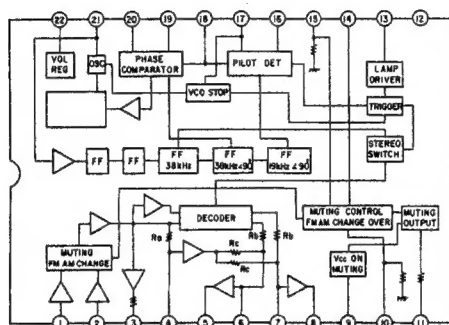 22 21 20 19 18 17 16 15 14 13 12
VOL
REG
OSC
PHASE
COMPARATOR
PILOT DET
LAMP
DRIVER
VCO STOP
TRIGGER
STEREO
SWITCH
FF
FF
FF
38kHz
FF
38kHz∠90°
FF
19kHz∠90°
DECODER
Ra
Rb
Rb
Rc
Rc
MUTING
FM AM CHANGE
MUTING CONTROL
FM AM CHANGE OVER
MUTING
OUTPUT
Vcc ON
MUTING
1 2 3 4 5 6 7 8 9 10 11